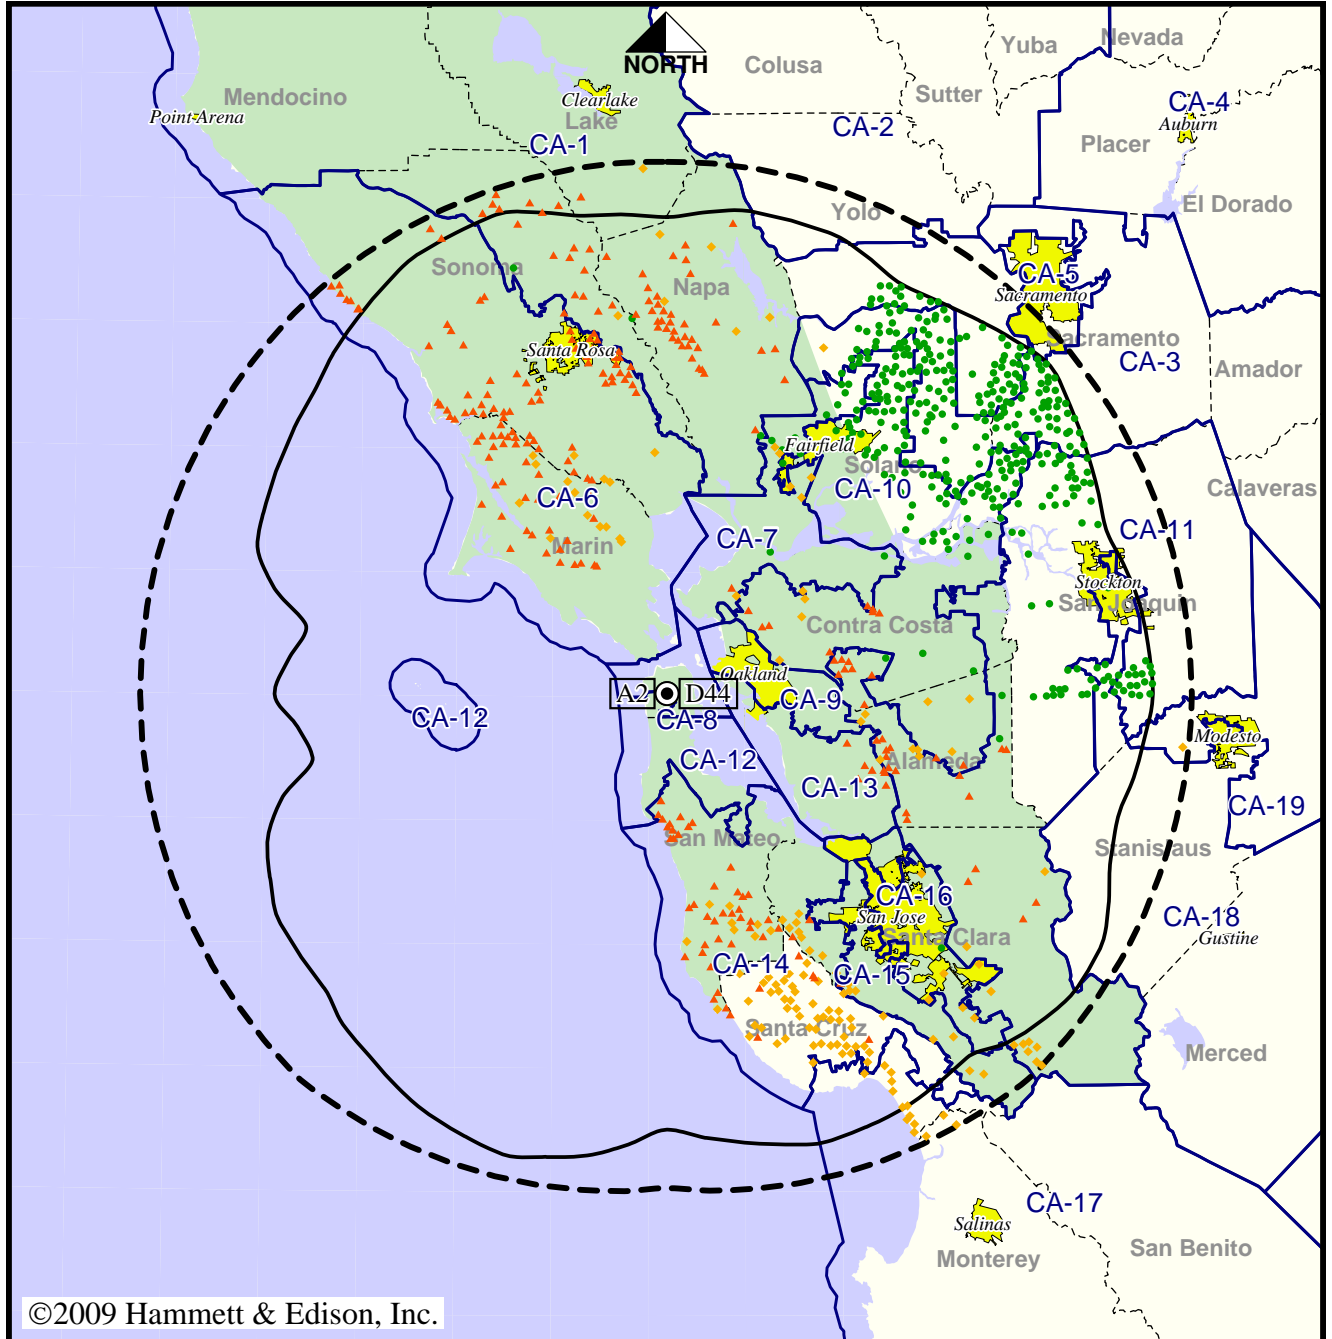 Nevada
Yuba
NORTH
Colusa
Sutter
Mendocino
Clearlake
CA-4
Point Arena
Lake
Auburn
CA-2
CA-1
Placer
Yolo
El Dorado
Sonoma
CA-5
Napa
Sacramento
Sacramento
Santa Rosa
CA-3
Amador
Fairfield
Solano
CA-10
Calaveras
CA-6
CA-11
CA-7
Marin
Stockton
San Joaquin
Contra Costa
Oakland
A2
D44
CA-9
CA-12
CA-8
Modesto
CA-12
Alameda
CA-13
CA-19
San Mateo
Stanislaus
CA-16
San Jose
CA-18
Santa Clara
Gustine
CA-14
CA-15
Santa Cruz
Merced
CA-17
Salinas
Monterey
San Benito
©2009 Hammett & Edison, Inc.